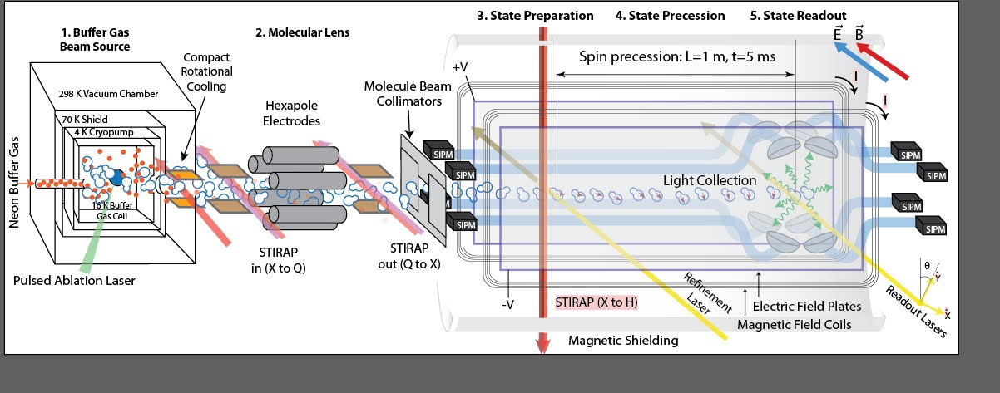 1. Buffer Gas
Beam Source
2. Molecular Lens
3. State Preparation
4. State Precession
5. State Readout
Compact
Rotational
Cooling
298 K Vacuum Chamber
70 K Shield
4 K Cryopump
16 K Buffer
Gas Cell
Neon Buffer Gas
Pulsed Ablation Laser
Hexapole
Electrodes
STIRAP
in (X to Q)
Molecule Beam
Collimators
STIRAP
out (Q to X)
SIPM
SIPM
SIPM
+V
Spin precession: L=1 m, t=5 ms
E B
I
I
Light Collection
SIPM
SIPM
SIPM
SIPM
-V
STIRAP (X to H)
Refinement
Laser
Electric Field Plates
Magnetic Field Coils
Magnetic Shielding
Readout Lasers
θ
Ŷ
X̂